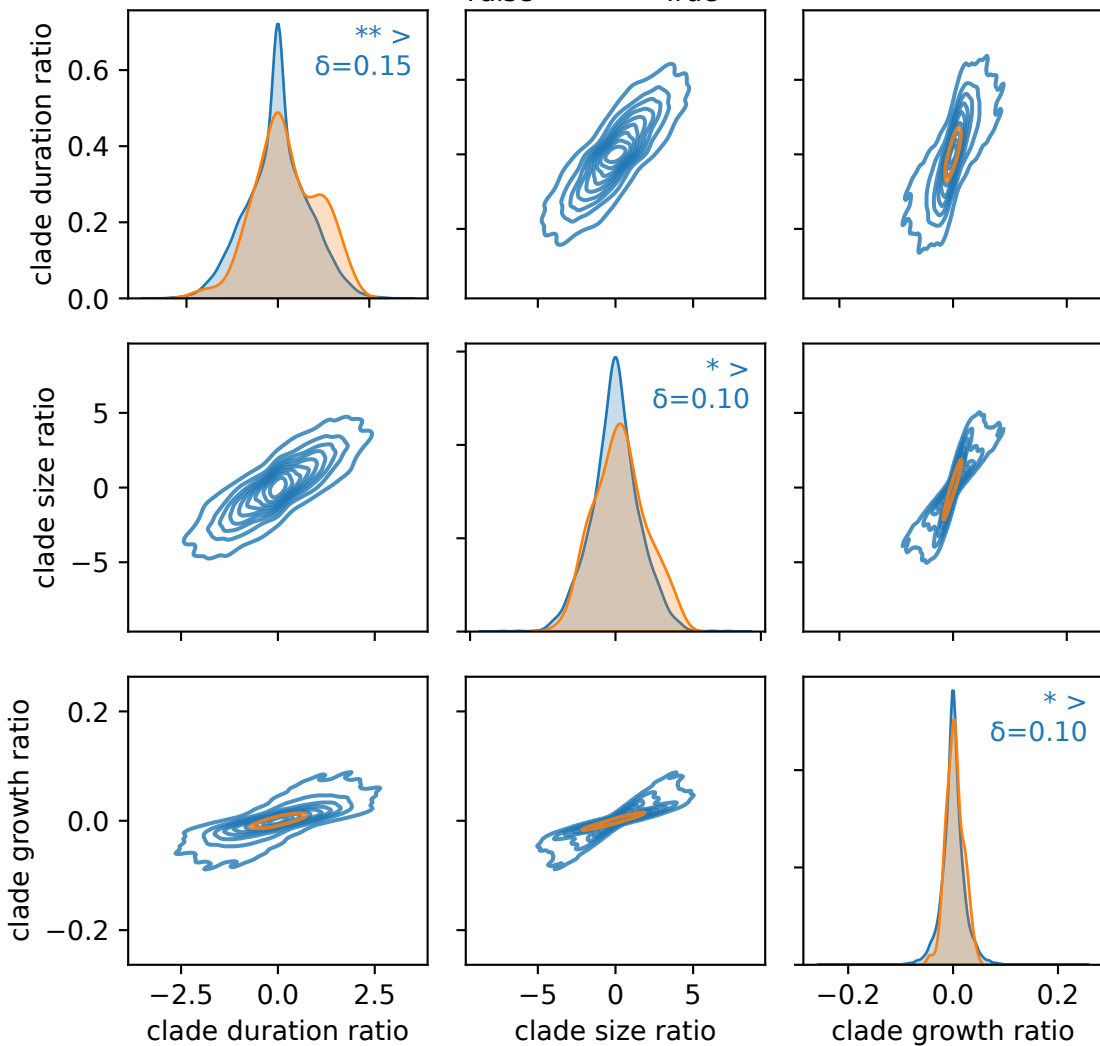 clade duration ratio
0.6
0.4
0.2
0.0
** >
δ=0.15
clade size ratio
5
0
−5
* >
δ=0.10
clade growth ratio
0.2
0.0
−0.2
* >
δ=0.10
−2.5 0.0 2.5
−5 0 5
−0.2 0.0 0.2
clade duration ratio
clade size ratio
clade growth ratio